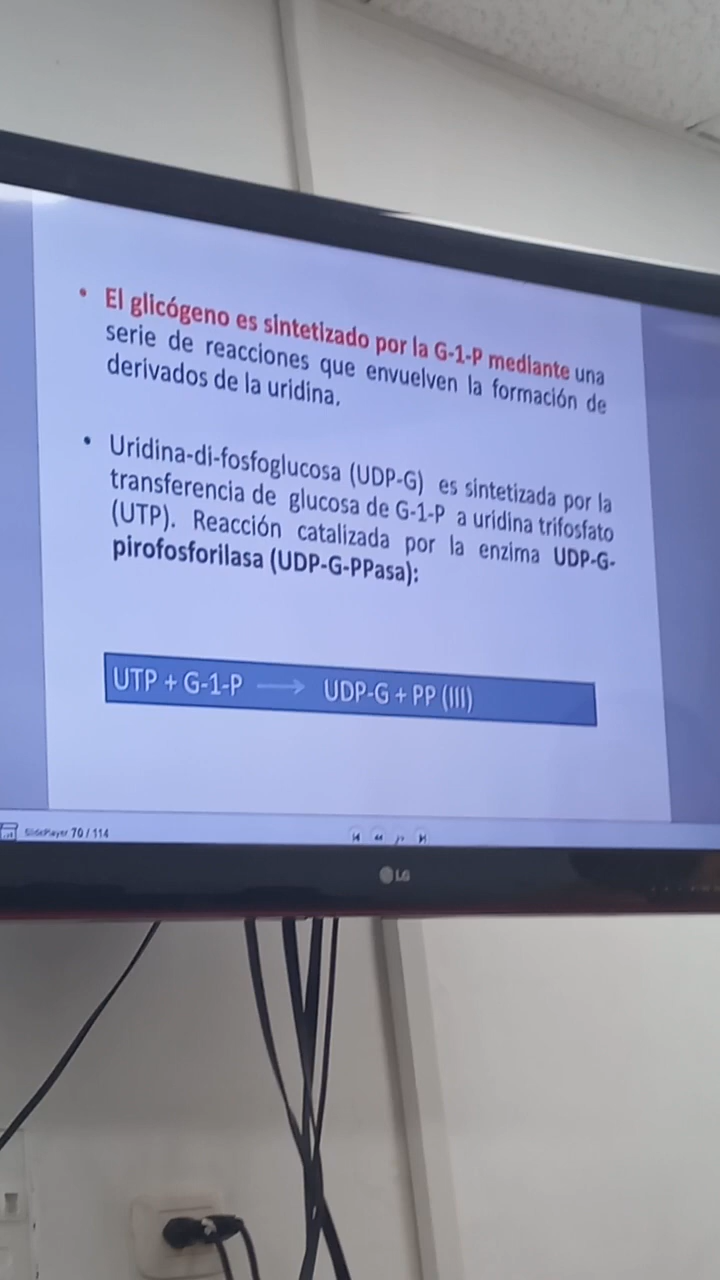 • El glicógeno es sintetizado por la G-1-P mediante una
serie de reacciones que envuelven la formación de
derivados de la uridina.
• Uridina-di-fosfoglucosa (UDP-G) es sintetizada por la
transferencia de glucosa de G-1-P a uridina trifosfato
(UTP). Reacción catalizada por la enzima UDP-G-
pirofosforilasa (UDP-G-PPasa):
UTP + G-1-P → UDP-G + PP (III)
SlidePlayer 70 / 114
LG